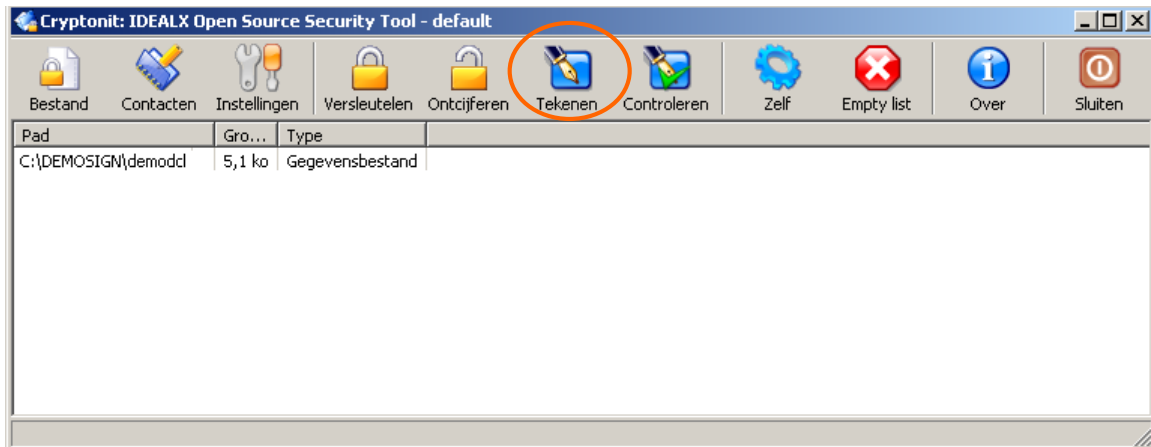 Cryptonit: IDEALX Open Source Security Tool - default
Bestand Contacten Instellingen Versleutelen Ontcijferen Tekenen Controleren Zelf Empty list Over Sluiten
Pad Gro... Type
C:\DEMOSIGN\demodcl 5,1 ko Gegevensbestand